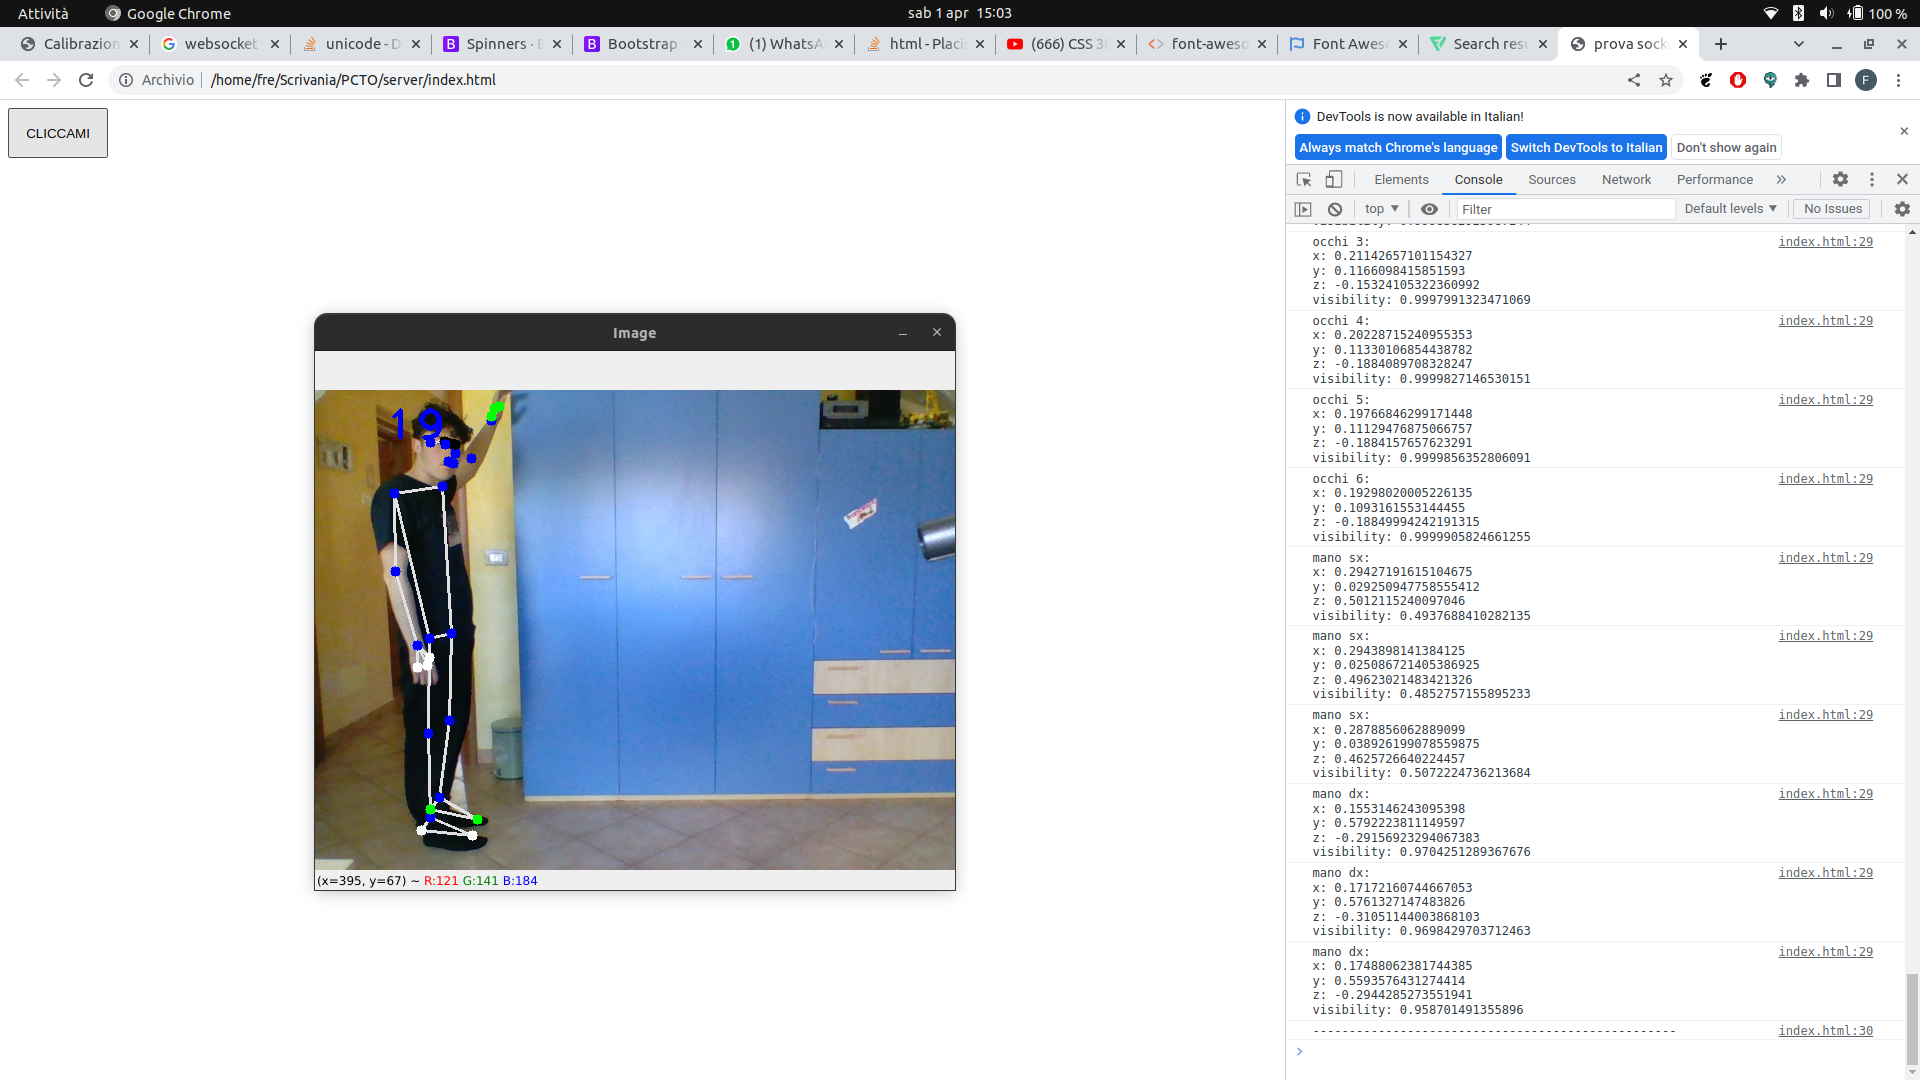 Attività
Google Chrome
sab 1 apr 15:03
100 %
Calibrazion
websocket
unicode - D
Spinners · B
Bootstrap
(1) WhatsA
html - Placi
(666) CSS 3
font-aweso
Font Awes
Search resu
prova sock
Archivio
/home/fre/Scrivania/PCTO/server/index.html
F
CLICCAMI
Image
19
(x=395, y=67) ~ R:121 G:141 B:184
DevTools is now available in Italian!
Always match Chrome's language
Switch DevTools to Italian
Don't show again
Elements
Console
Sources
Network
Performance
top
Filter
Default levels
No Issues
occhi 3:
index.html:29
x: 0.21142657101154327
y: 0.1166098415851593
z: -0.15324105322360992
visibility: 0.9997991323471069
occhi 4:
index.html:29
x: 0.20228715240955353
y: 0.11330106854438782
z: -0.1884089708328247
visibility: 0.9999827146530151
occhi 5:
index.html:29
x: 0.19766846299171448
y: 0.11129476875066757
z: -0.1884157657623291
visibility: 0.9999856352806091
occhi 6:
index.html:29
x: 0.19298020005226135
y: 0.1093161553144455
z: -0.18849994242191315
visibility: 0.9999905824661255
mano sx:
index.html:29
x: 0.29427191615104675
y: 0.029250947758555412
z: 0.5012115240097046
visibility: 0.4937688410282135
mano sx:
index.html:29
x: 0.2943898141384125
y: 0.025086721405386925
z: 0.49623021483421326
visibility: 0.4852757155895233
mano sx:
index.html:29
x: 0.2878856062889099
y: 0.038926199078559875
z: 0.4625726640224457
visibility: 0.5072224736213684
mano dx:
index.html:29
x: 0.1553146243095398
y: 0.5792223811149597
z: -0.29156923294067383
visibility: 0.9704251289367676
mano dx:
index.html:29
x: 0.17172160744667053
y: 0.5761327147483826
z: -0.31051144003868103
visibility: 0.9698429703712463
mano dx:
index.html:29
x: 0.17488062381744385
y: 0.5593576431274414
z: -0.2944285273551941
visibility: 0.958701491355896
--------------------------------------------------
index.html:30